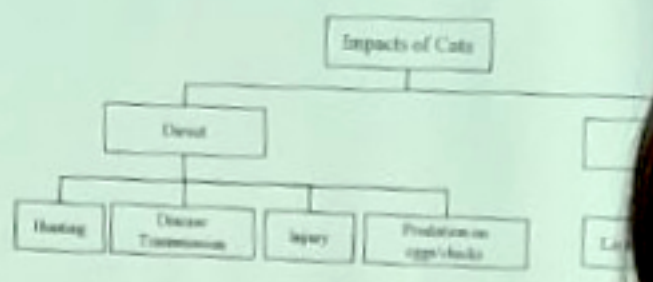 Impacts of Cats
Direct
Hunting
Disease
Transmission
Injury
Predation on
eggs/chicks